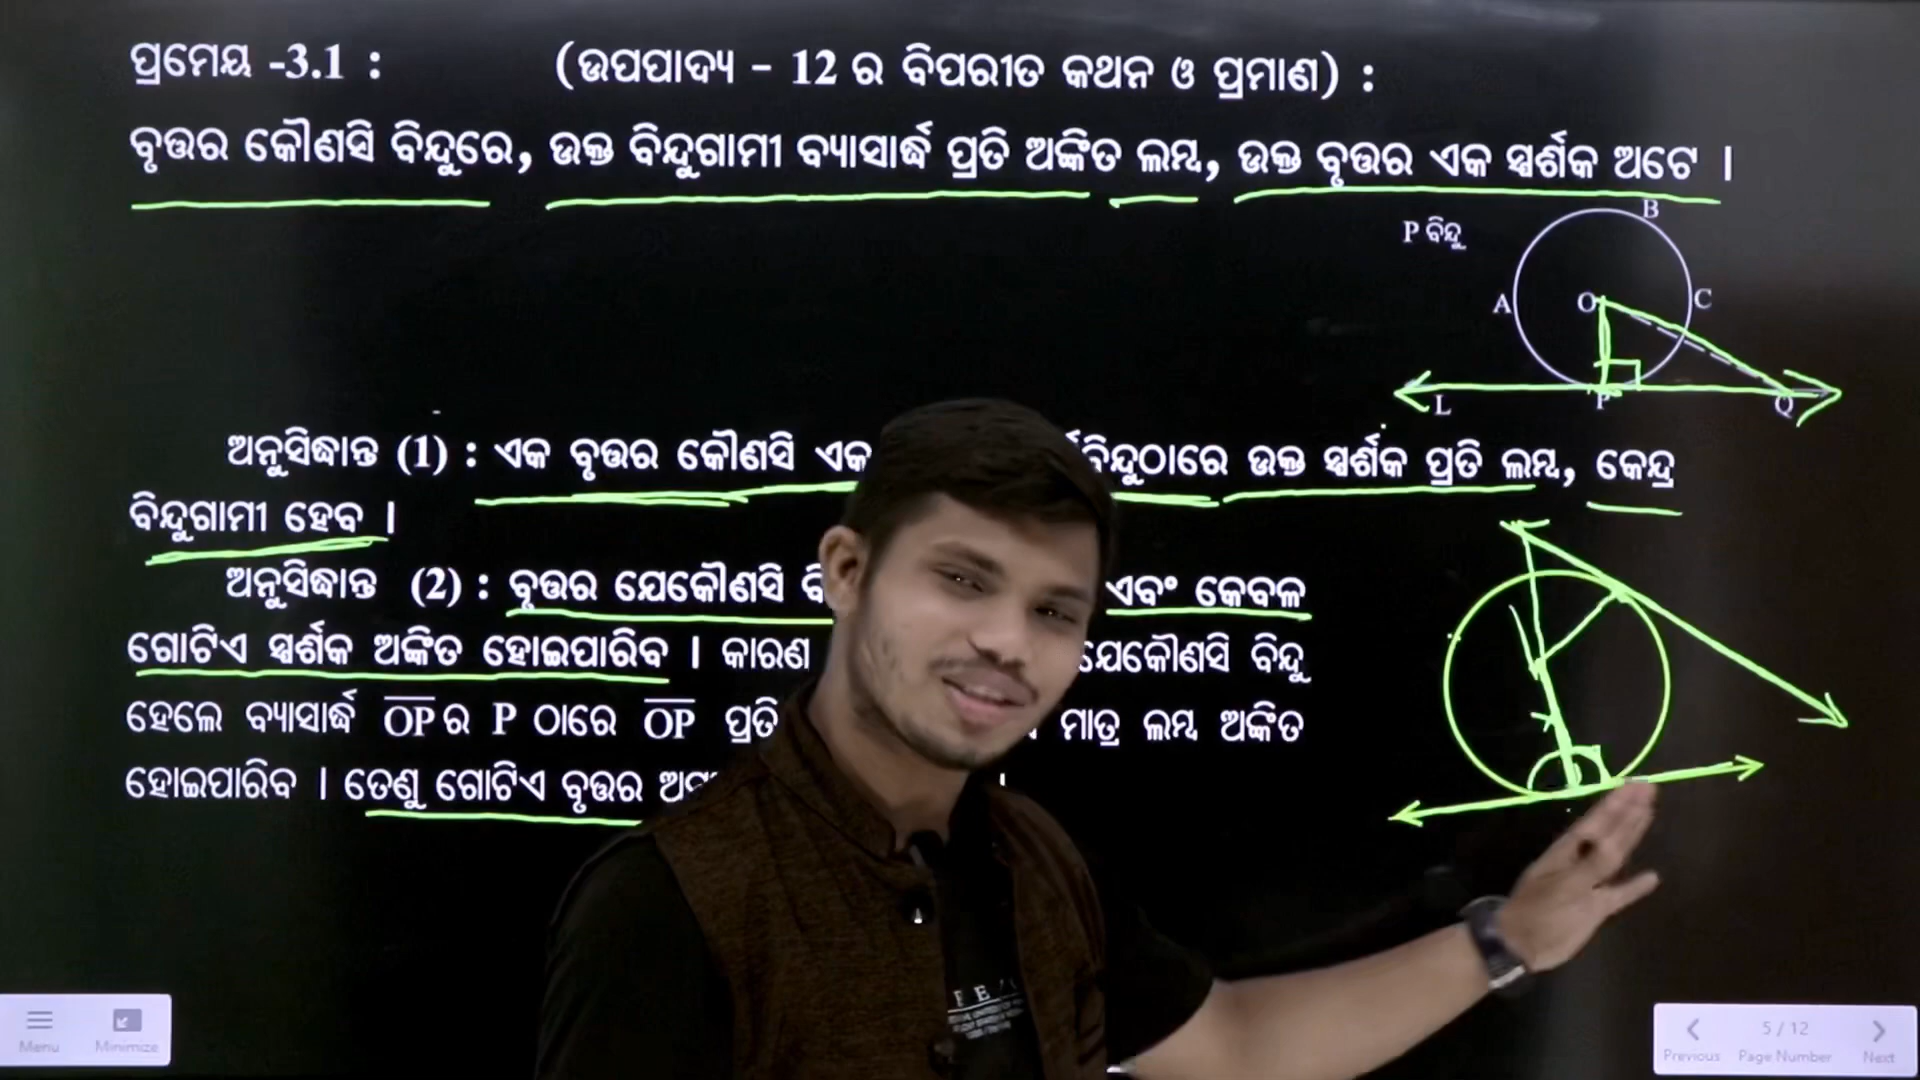 ପ୍ରମେୟ -3.1 : (ଉପପାଦ୍ୟ - 12 ର ବିପରୀତ କଥନ ଓ ପ୍ରମାଣ) :
ବୃତ୍ତର କୌଣସି ବିନ୍ଦୁରେ, ଉକ୍ତ ବିନ୍ଦୁଗାମୀ ବ୍ୟାସାର୍ଦ୍ଧ ପ୍ରତି ଅଙ୍କିତ ଲମ୍ବ, ଉକ୍ତ ବୃତ୍ତର ଏକ ସ୍ପର୍ଶକ ଅଟେ ।
B
P ବିନ୍ଦୁ
A O C
L P Q
ଅନୁସିଦ୍ଧାନ୍ତ (1) : ଏକ ବୃତ୍ତର କୌଣସି ଏକ ବିନ୍ଦୁଠାରେ ଉକ୍ତ ସ୍ପର୍ଶକ ପ୍ରତି ଲମ୍ବ, କେନ୍ଦ୍ର
ବିନ୍ଦୁଗାମୀ ହେବ ।
ଅନୁସିଦ୍ଧାନ୍ତ (2) : ବୃତ୍ତର ଯେକୌଣସି ଏବଂ କେବଳ
ଗୋଟିଏ ସ୍ପର୍ଶକ ଅଙ୍କିତ ହୋଇପାରିବ । କାରଣ ଯେକୌଣସି ବିନ୍ଦୁ
ହେଲେ ବ୍ୟାସାର୍ଦ୍ଧ OP ର P ଠାରେ OP ପ୍ରତି ମାତ୍ର ଲମ୍ବ ଅଙ୍କିତ
ହୋଇପାରିବ । ତେଣୁ ଗୋଟିଏ ବୃତ୍ତର ।
Menu Minimize
5 / 12
Previous Page Number Next